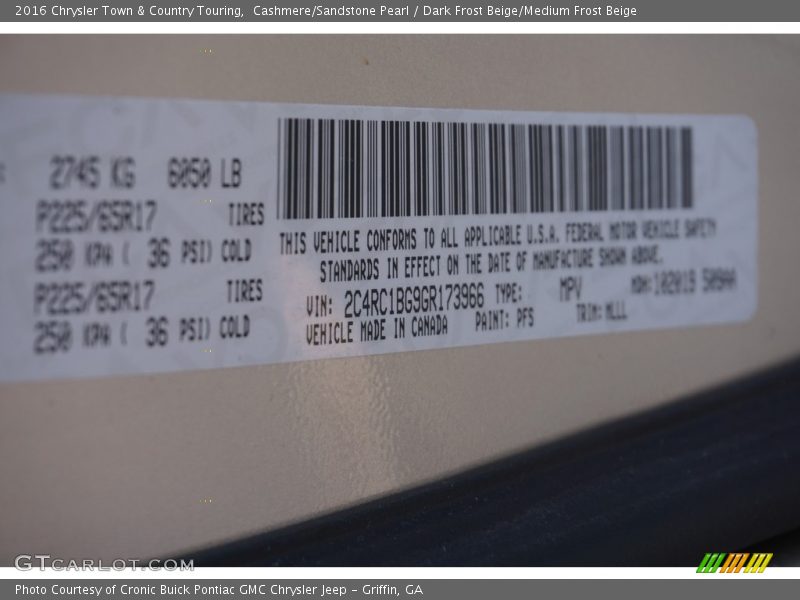 2016 Chrysler Town & Country Touring,  Cashmere/Sandstone Pearl / Dark Frost Beige/Medium Frost Beige
2745 KG 6050 LB
P225/65R17 TIRES
250 KPA ( 36 PSI) COLD
P225/65R17 TIRES
250 KPA ( 36 PSI) COLD
THIS VEHICLE CONFORMS TO ALL APPLICABLE U.S.A. FEDERAL MOTOR VEHICLE SAFETY
STANDARDS IN EFFECT ON THE DATE OF MANUFACTURE SHOWN ABOVE.
VIN: 2C4RC1BG9GR173966 TYPE: MPV MDH:102019 509AA
VEHICLE MADE IN CANADA PAINT: PFS TRIM:MLLL
GTCARLOT.COM
Photo Courtesy of Cronic Buick Pontiac GMC Chrysler Jeep – Griffin, GA